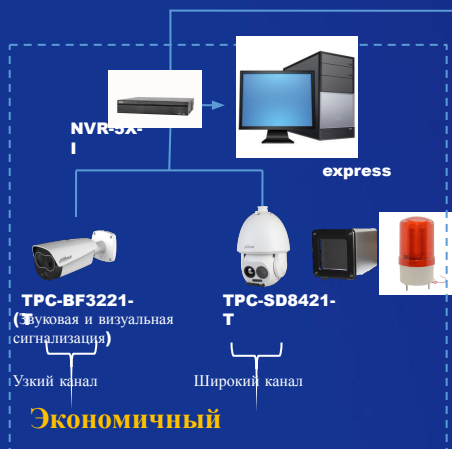 NVR-5X-
I
express
TPC-BF3221-
T
(Звуковая и визуальная
сигнализация)
TPC-SD8421-
T
Узкий канал
Широкий канал
Экономичный